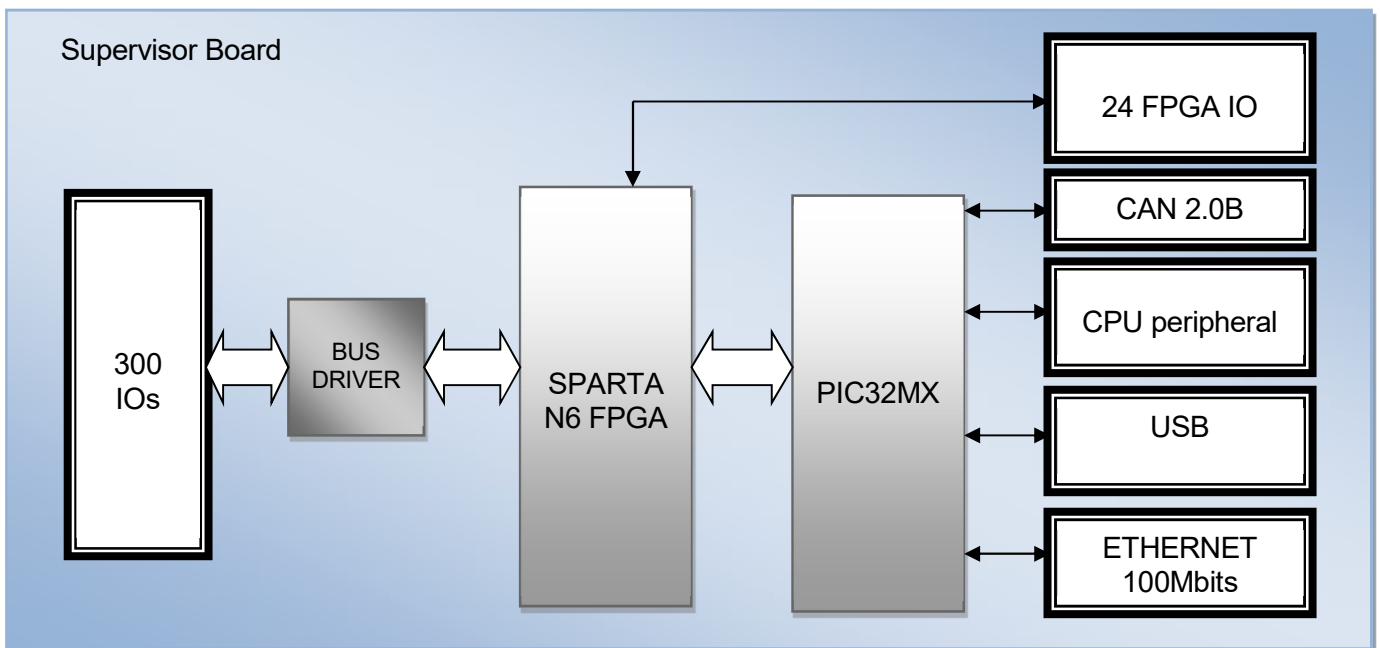 Supervisor Board
24 FPGA IO
CAN 2.0B
CPU peripheral
USB
ETHERNET
100Mbits
300
IOs
BUS
DRIVER
SPARTA
N6 FPGA
PIC32MX